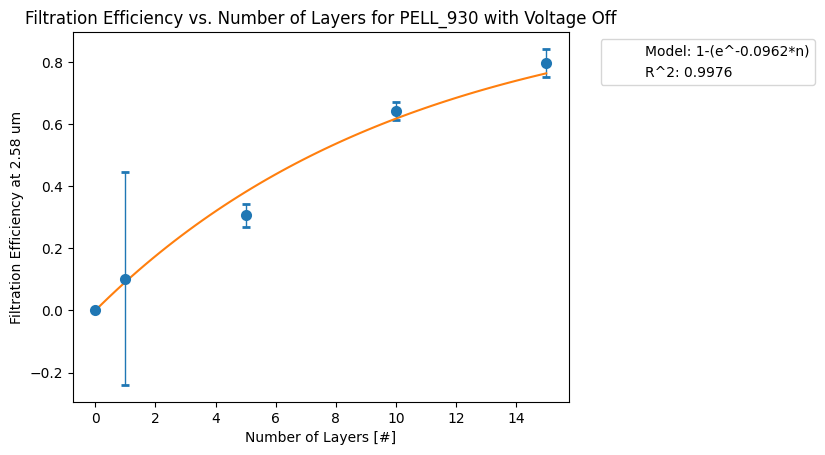 Filtration Efficiency vs. Number of Layers for PELL_930 with Voltage Off
Model: 1-(e^-0.0962*n)
R^2: 0.9976
Filtration Efficiency at 2.58 um
0.8
0.6
0.4
0.2
0.0
−0.2
0 2 4 6 8 10 12 14
Number of Layers [#]